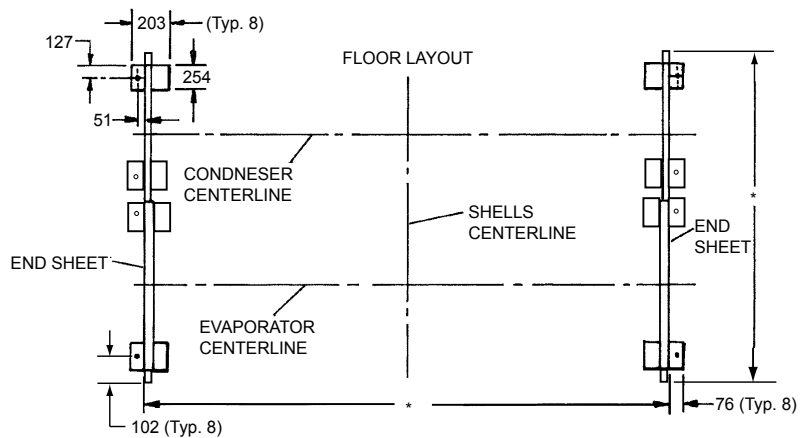 203 (Typ. 8)
127
FLOOR LAYOUT
254
51
CONDNESER
CENTERLINE
*
SHELLS
CENTERLINE
END
SHEET
END SHEET
EVAPORATOR
CENTERLINE
*
76 (Typ. 8)
102 (Typ. 8)